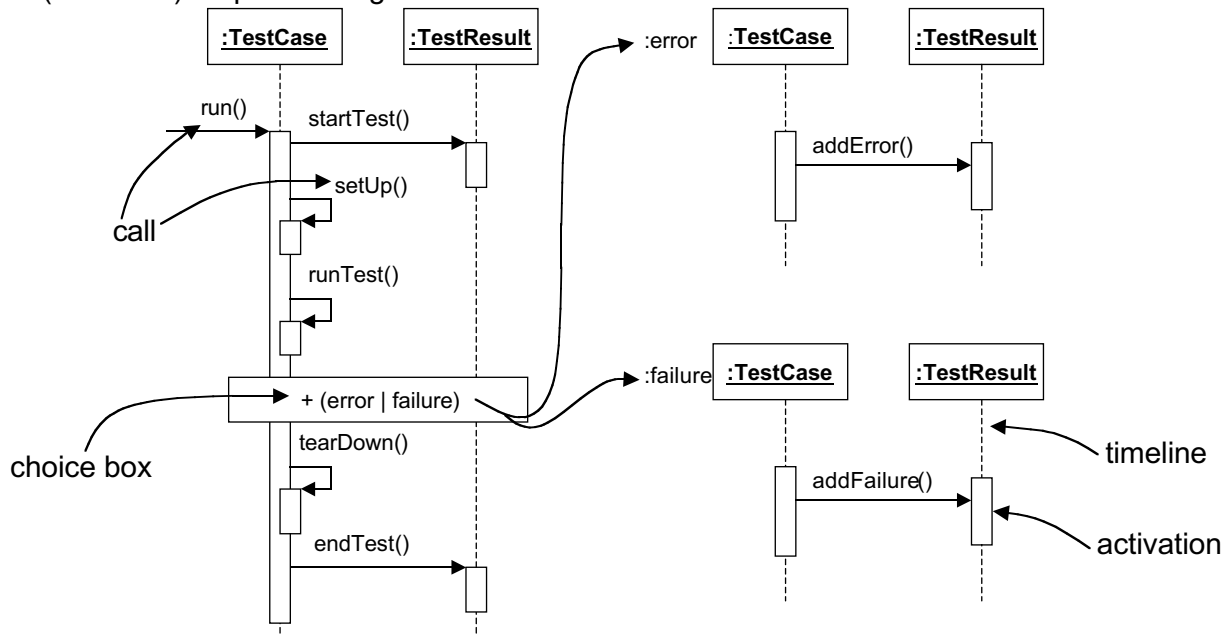 :TestCase
:TestResult
:error
:TestCase
:TestResult
run()
startTest()
addError()
setUp()
call
runTest()
:failure
:TestCase
:TestResult
+ (error | failure)
tearDown()
choice box
timeline
addFailure()
endTest()
activation